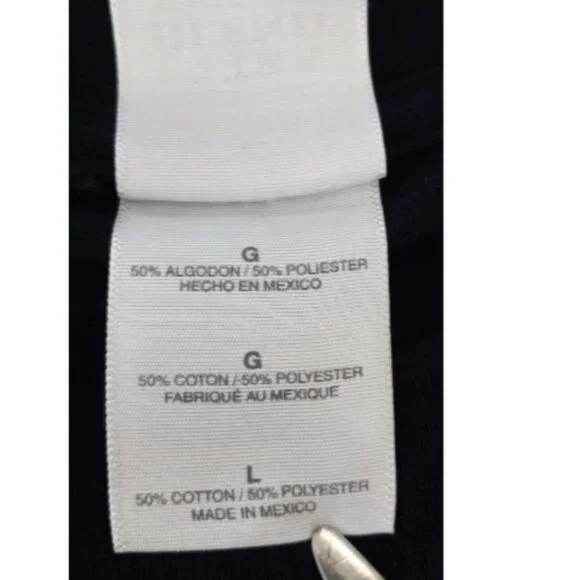 G
50% ALGODON / 50% POLIESTER
HECHO EN MEXICO
G
50% COTON / 50% POLYESTER
FABRIQUÉ AU MEXIQUE
L
50% COTTON / 50% POLYESTER
MADE IN MEXICO